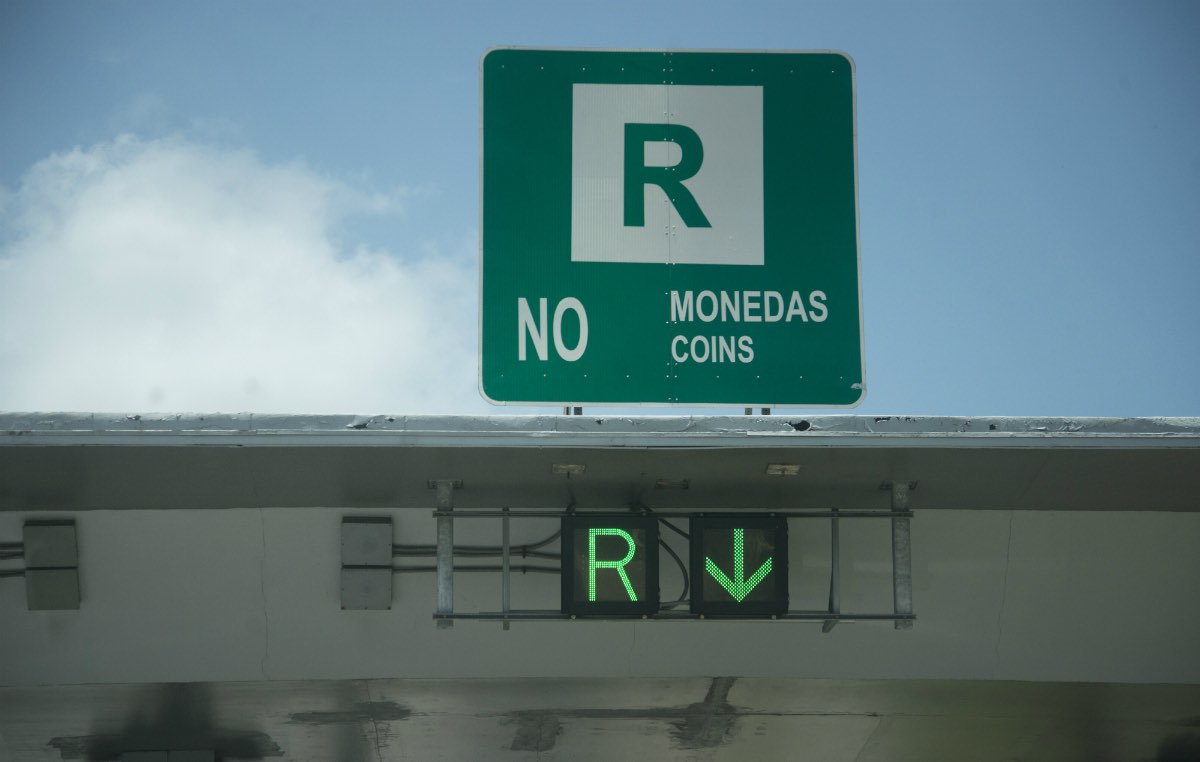 R
NO
MONEDAS
COINS
R ↓